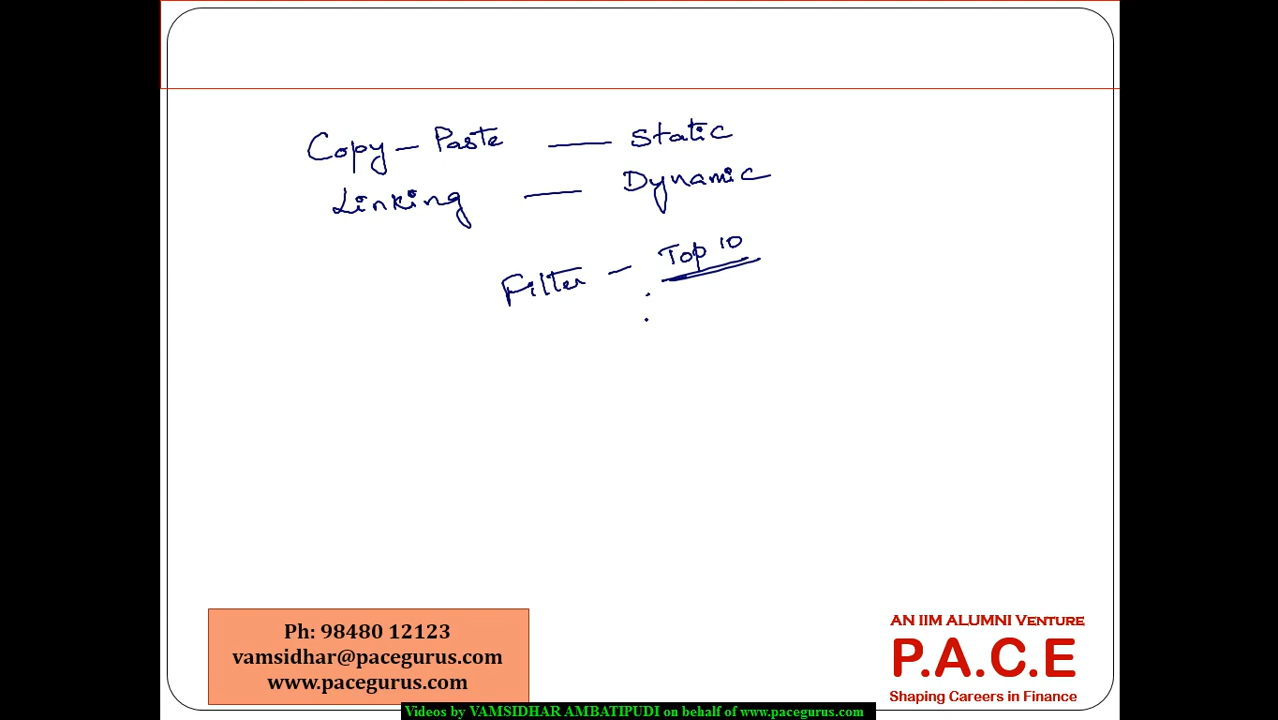 Copy - Paste — Static
Linking — Dynamic
Filter - Top 10
Ph: 98480 12123
vamsidhar@pacegurus.com
www.pacegurus.com
AN IIM ALUMNI VENTURE
P.A.C.E
Shaping Careers in Finance
Videos by VAMSIDHAR AMBATIPUDI on behalf of www.pacegurus.com